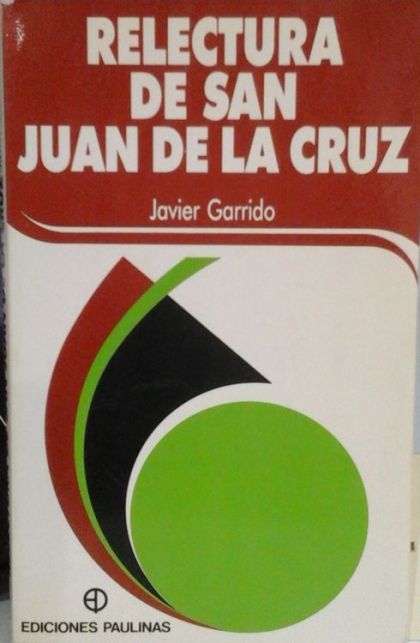 RELECTURA
DE SAN
JUAN DE LA CRUZ
Javier Garrido
EDICIONES PAULINAS